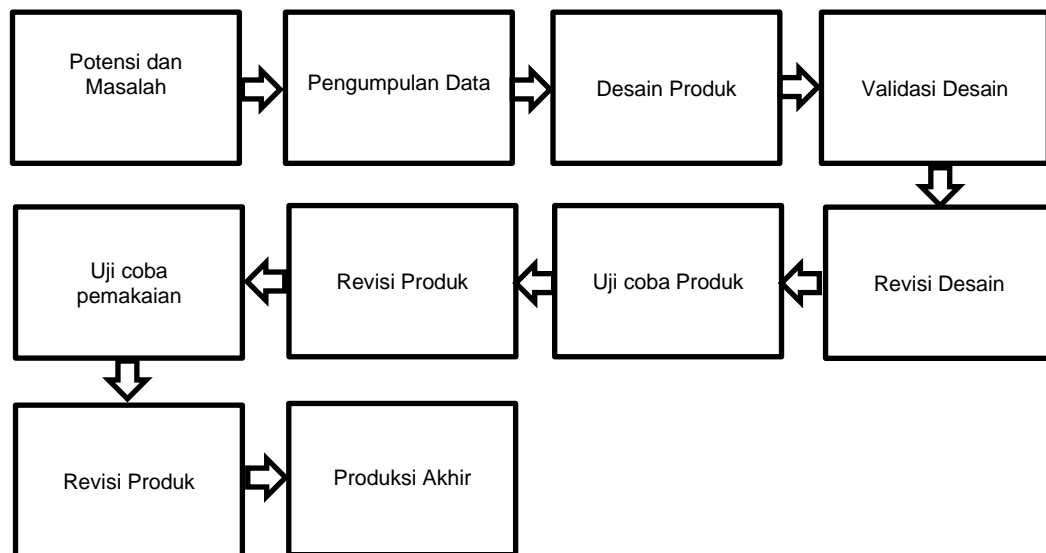 Potensi dan
Masalah
Pengumpulan Data
Desain Produk
Validasi Desain
Revisi Desain
Uji coba Produk
Revisi Produk
Uji coba
pemakaian
Revisi Produk
Produksi Akhir